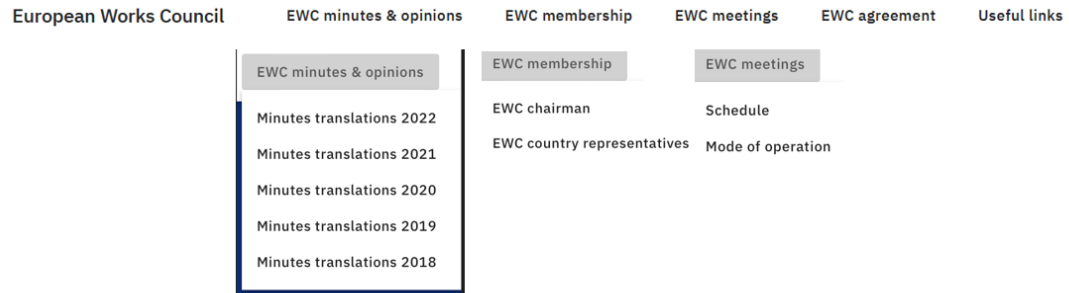 European Works Council EWC minutes & opinions EWC membership EWC meetings EWC agreement Useful links
EWC minutes & opinions
Minutes translations 2022
Minutes translations 2021
Minutes translations 2020
Minutes translations 2019
Minutes translations 2018
EWC membership
EWC chairman
EWC country representatives
EWC meetings
Schedule
Mode of operation